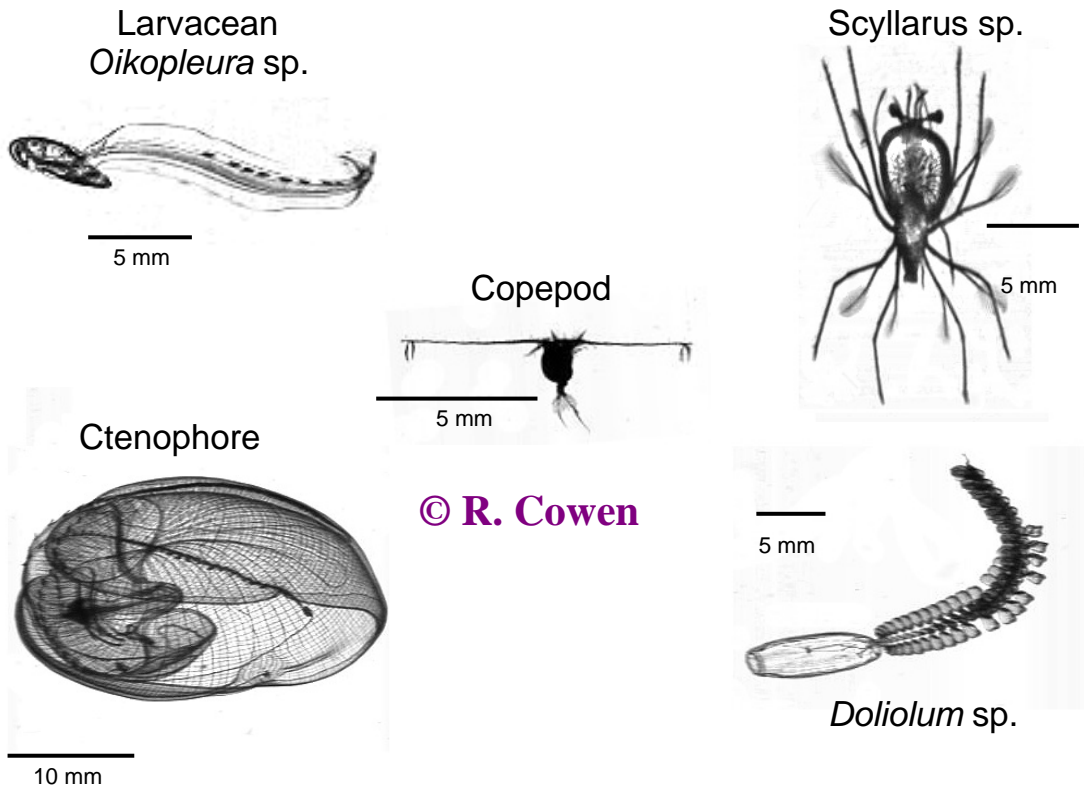 Larvacean
Oikopleura sp.
5 mm
Scyllarus sp.
5 mm
Copepod
5 mm
Ctenophore
10 mm
© R. Cowen
5 mm
Doliolum sp.